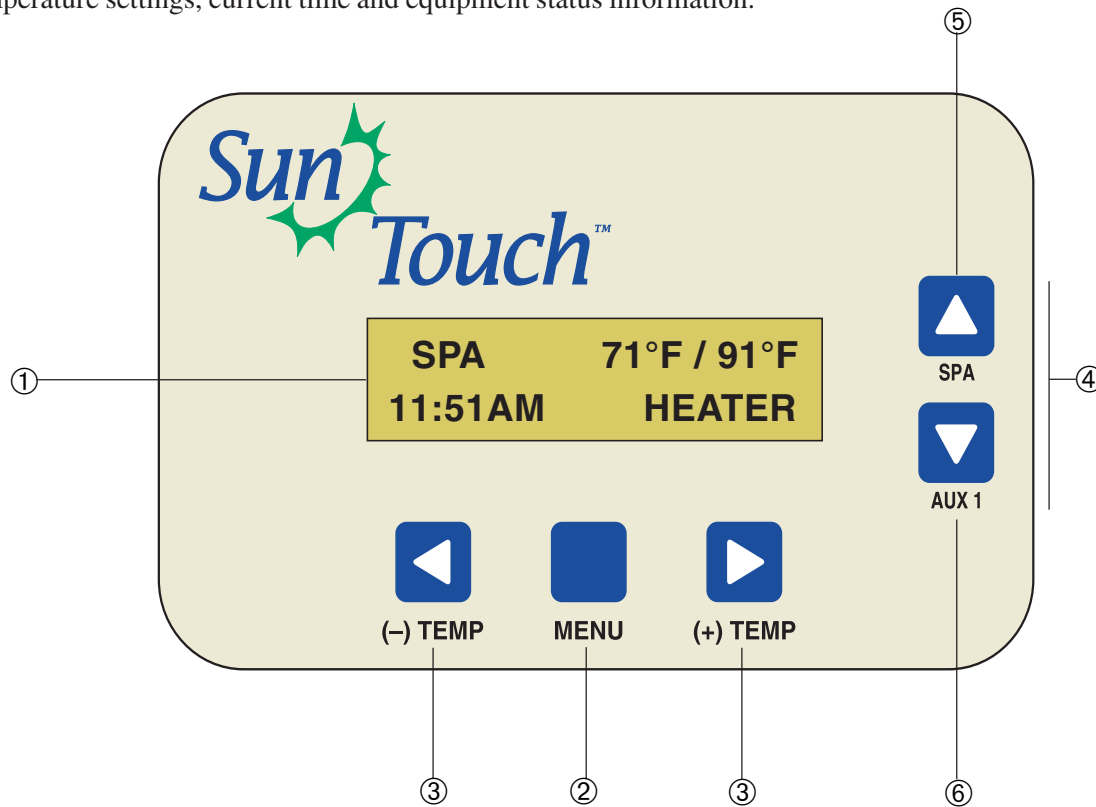 perature settings, current time and equipment status information.
⑤
Sun
Touch™
SPA 71°F / 91°F
11:51AM HEATER
①
SPA
④
AUX 1
(–) TEMP MENU (+) TEMP
③ ② ③ ⑥